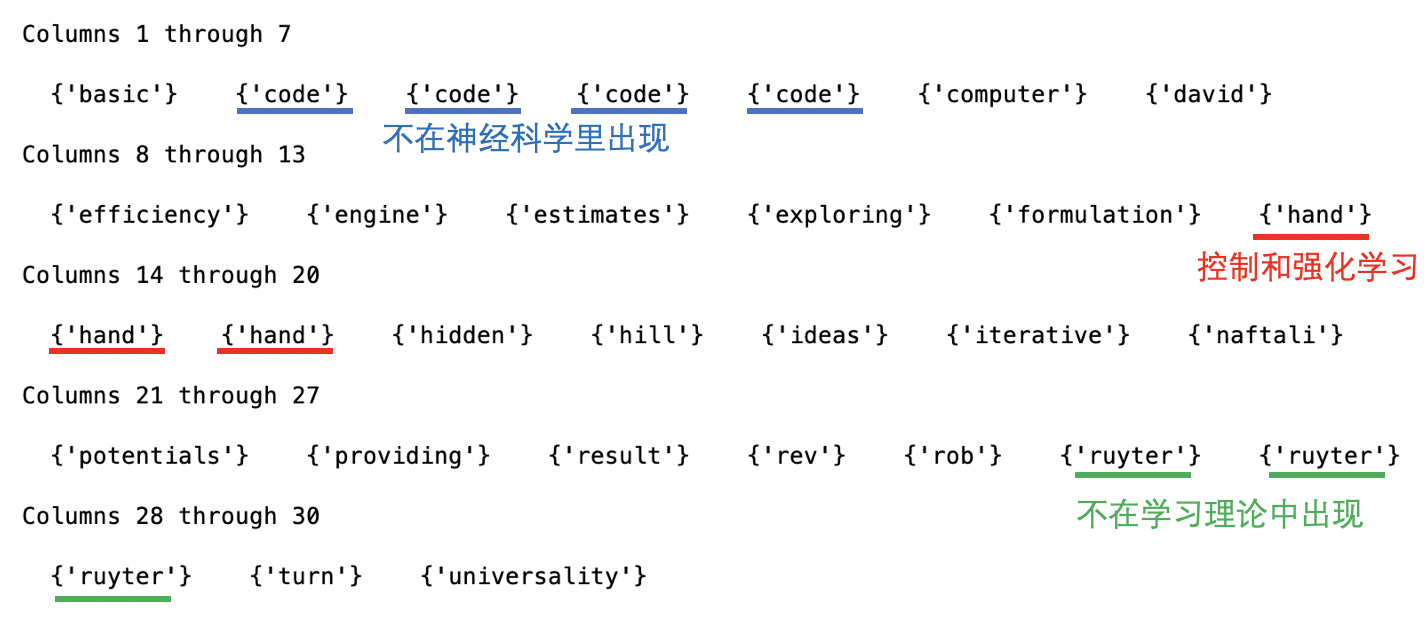 Columns 1 through 7
{'basic'} {'code'} {'code'} {'code'} {'code'} {'computer'} {'david'}
不在神经科学里出现
Columns 8 through 13
{'efficiency'} {'engine'} {'estimates'} {'exploring'} {'formulation'} {'hand'}
控制和强化学习
Columns 14 through 20
{'hand'} {'hand'} {'hidden'} {'hill'} {'ideas'} {'iterative'} {'naftali'}
Columns 21 through 27
{'potentials'} {'providing'} {'result'} {'rev'} {'rob'} {'ruyter'} {'ruyter'}
不在学习理论中出现
Columns 28 through 30
{'ruyter'} {'turn'} {'universality'}